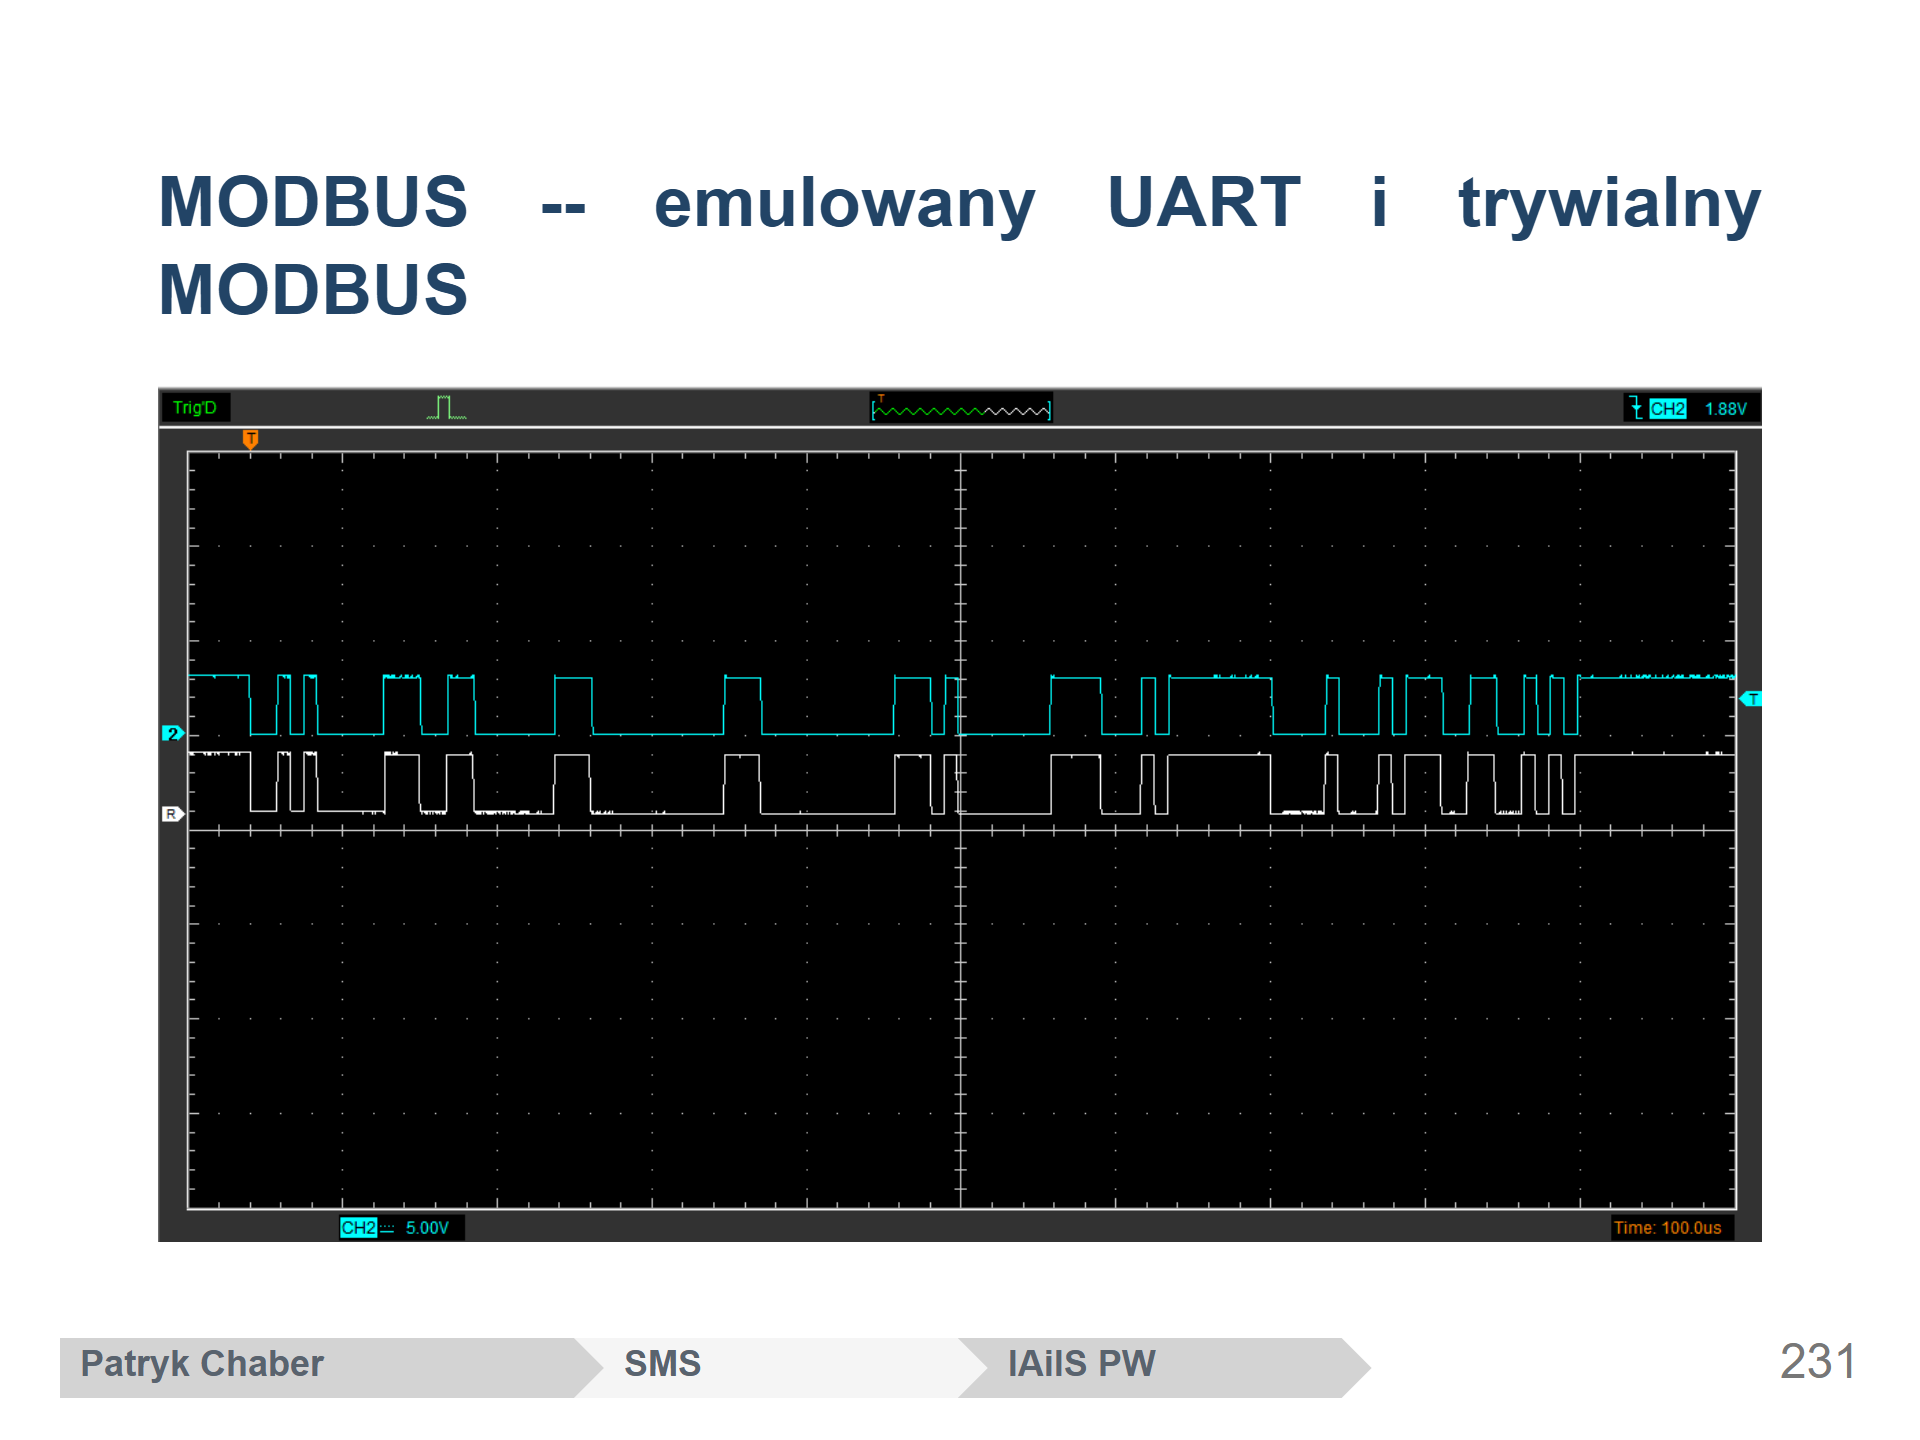 MODBUS -- emulowany UART i trywialny
MODBUS
Trig'D
T
CH2 1.88V
T
T
2
R
CH2 5.00V
Time: 100.0us
Patryk Chaber
SMS
IAiIS PW
231